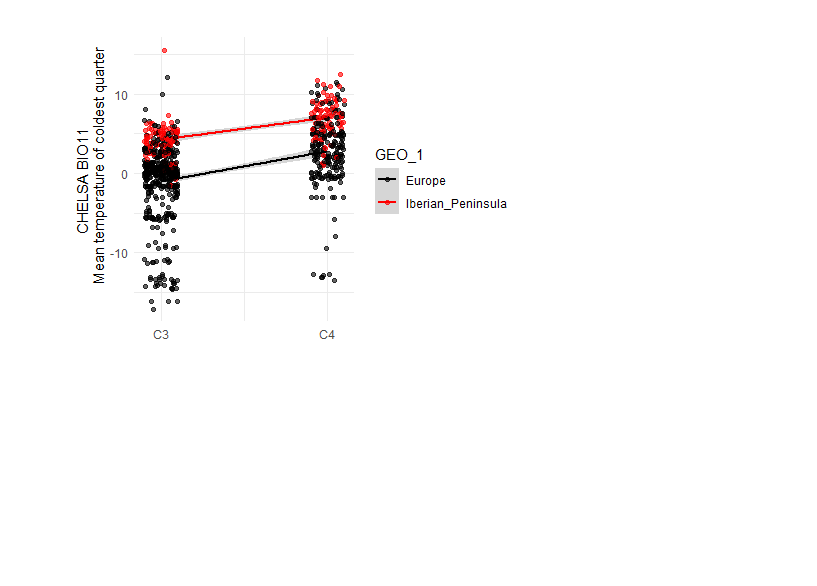 CHELSA BIO11
Mean temperature of coldest quarter
10
0
-10
C3
C4
GEO_1
Europe
Iberian_Peninsula